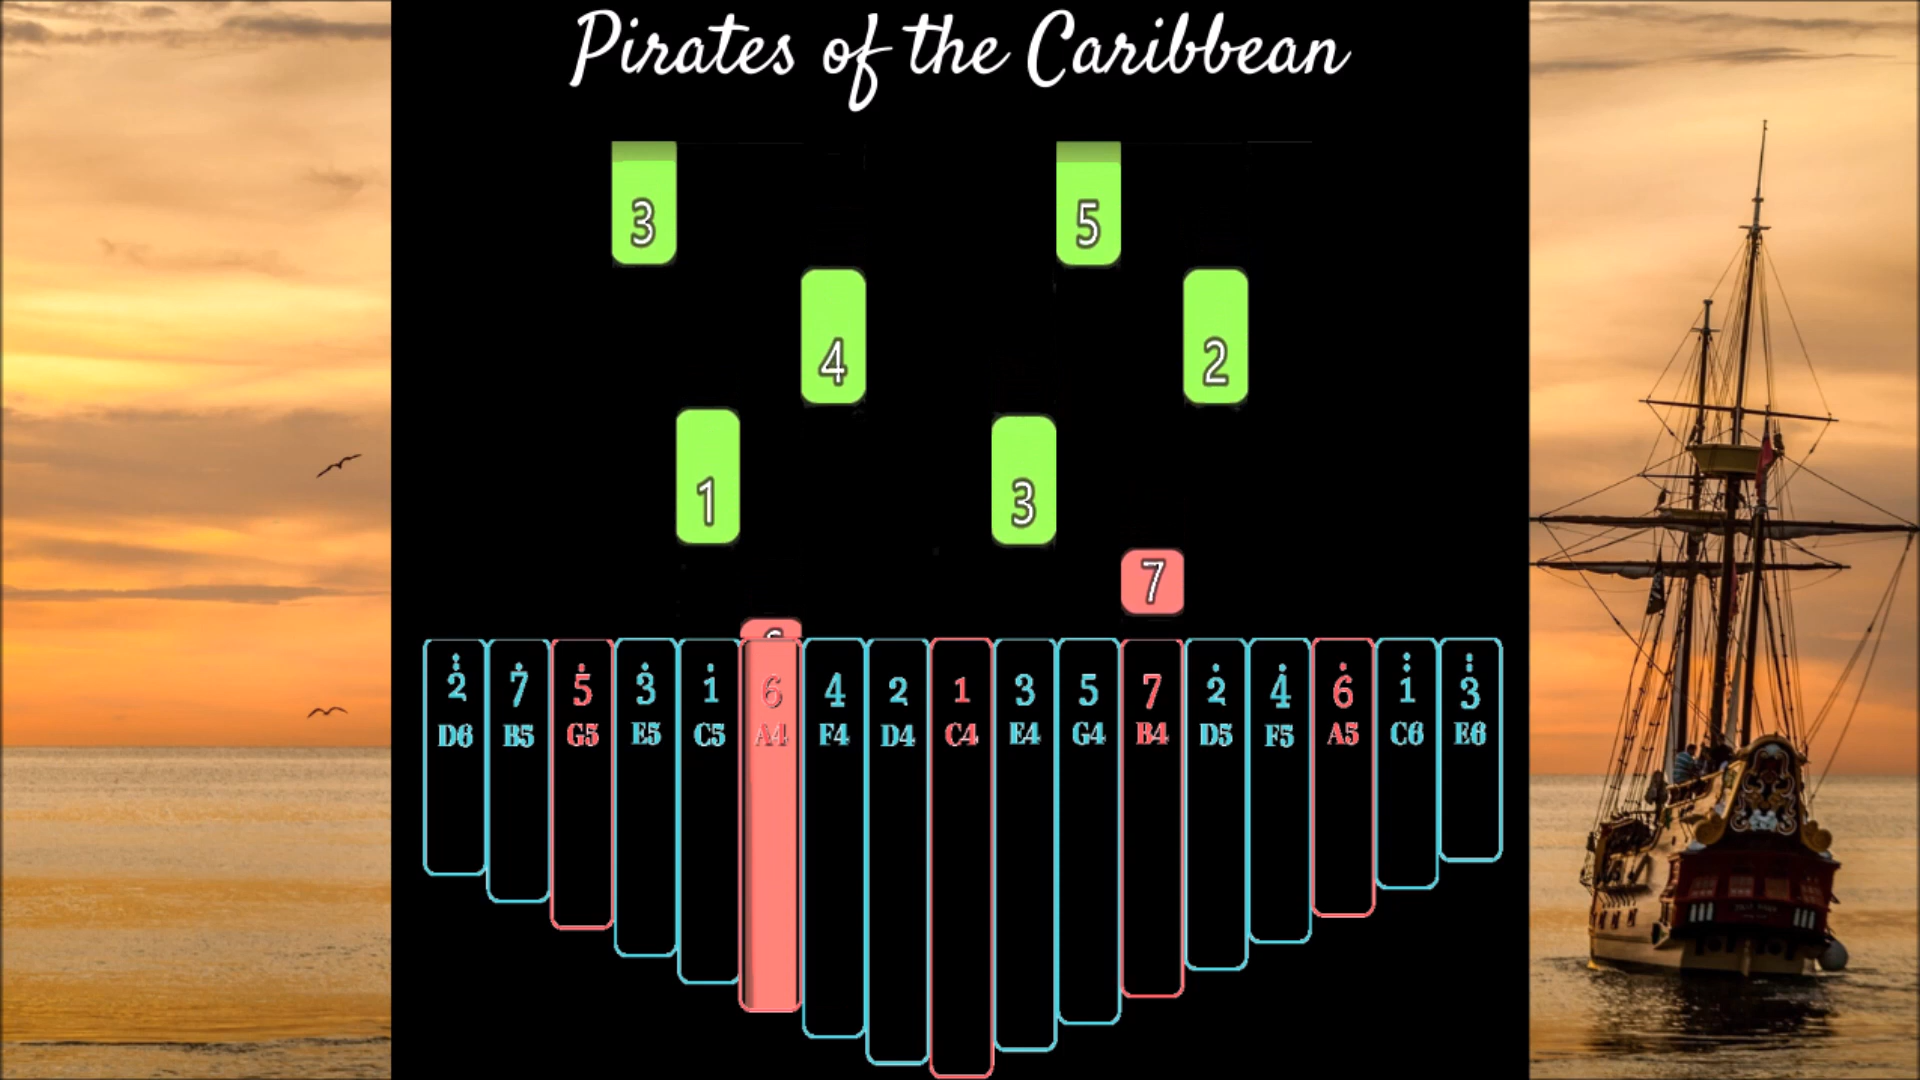 Pirates of the Caribbean
3 5
4 2
1 3
7
6
2 7 5 3 1 6 4 2 1 3 5 7 2 4 6 1 3
D6 B5 G5 E5 C5 A4 F4 D4 C4 E4 G4 B4 D5 F5 A5 C6 E6